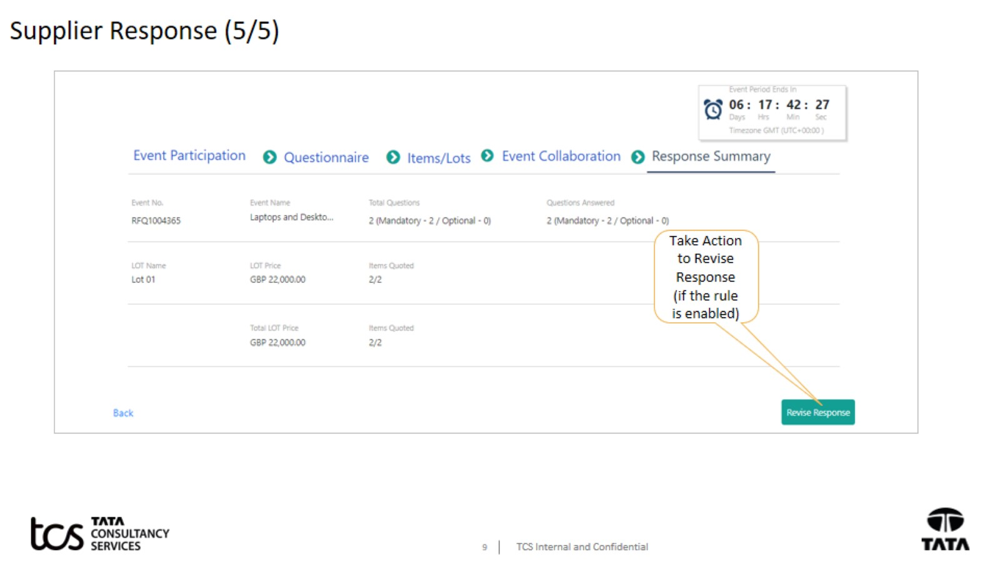 Supplier Response (5/5)
Event Period Ends In
06 : 17 : 42 : 27
Days Hrs Min Sec
Timezone GMT (UTC+00:00 )
Event Participation Questionnaire Items/Lots Event Collaboration Response Summary
Event No. Event Name Total Questions Questions Answered
RFQ1004365 Laptops and Deskto... 2 (Mandatory - 2 / Optional - 0) 2 (Mandatory - 2 / Optional - 0)
Take Action
to Revise
Response
(if the rule
is enabled)
LOT Name LOT Price Items Quoted
Lot 01 GBP 22,000.00 2/2
Total LOT Price Items Quoted
GBP 22,000.00 2/2
Back Revise Response
tcs TATA
CONSULTANCY
SERVICES
9 | TCS Internal and Confidential
TATA